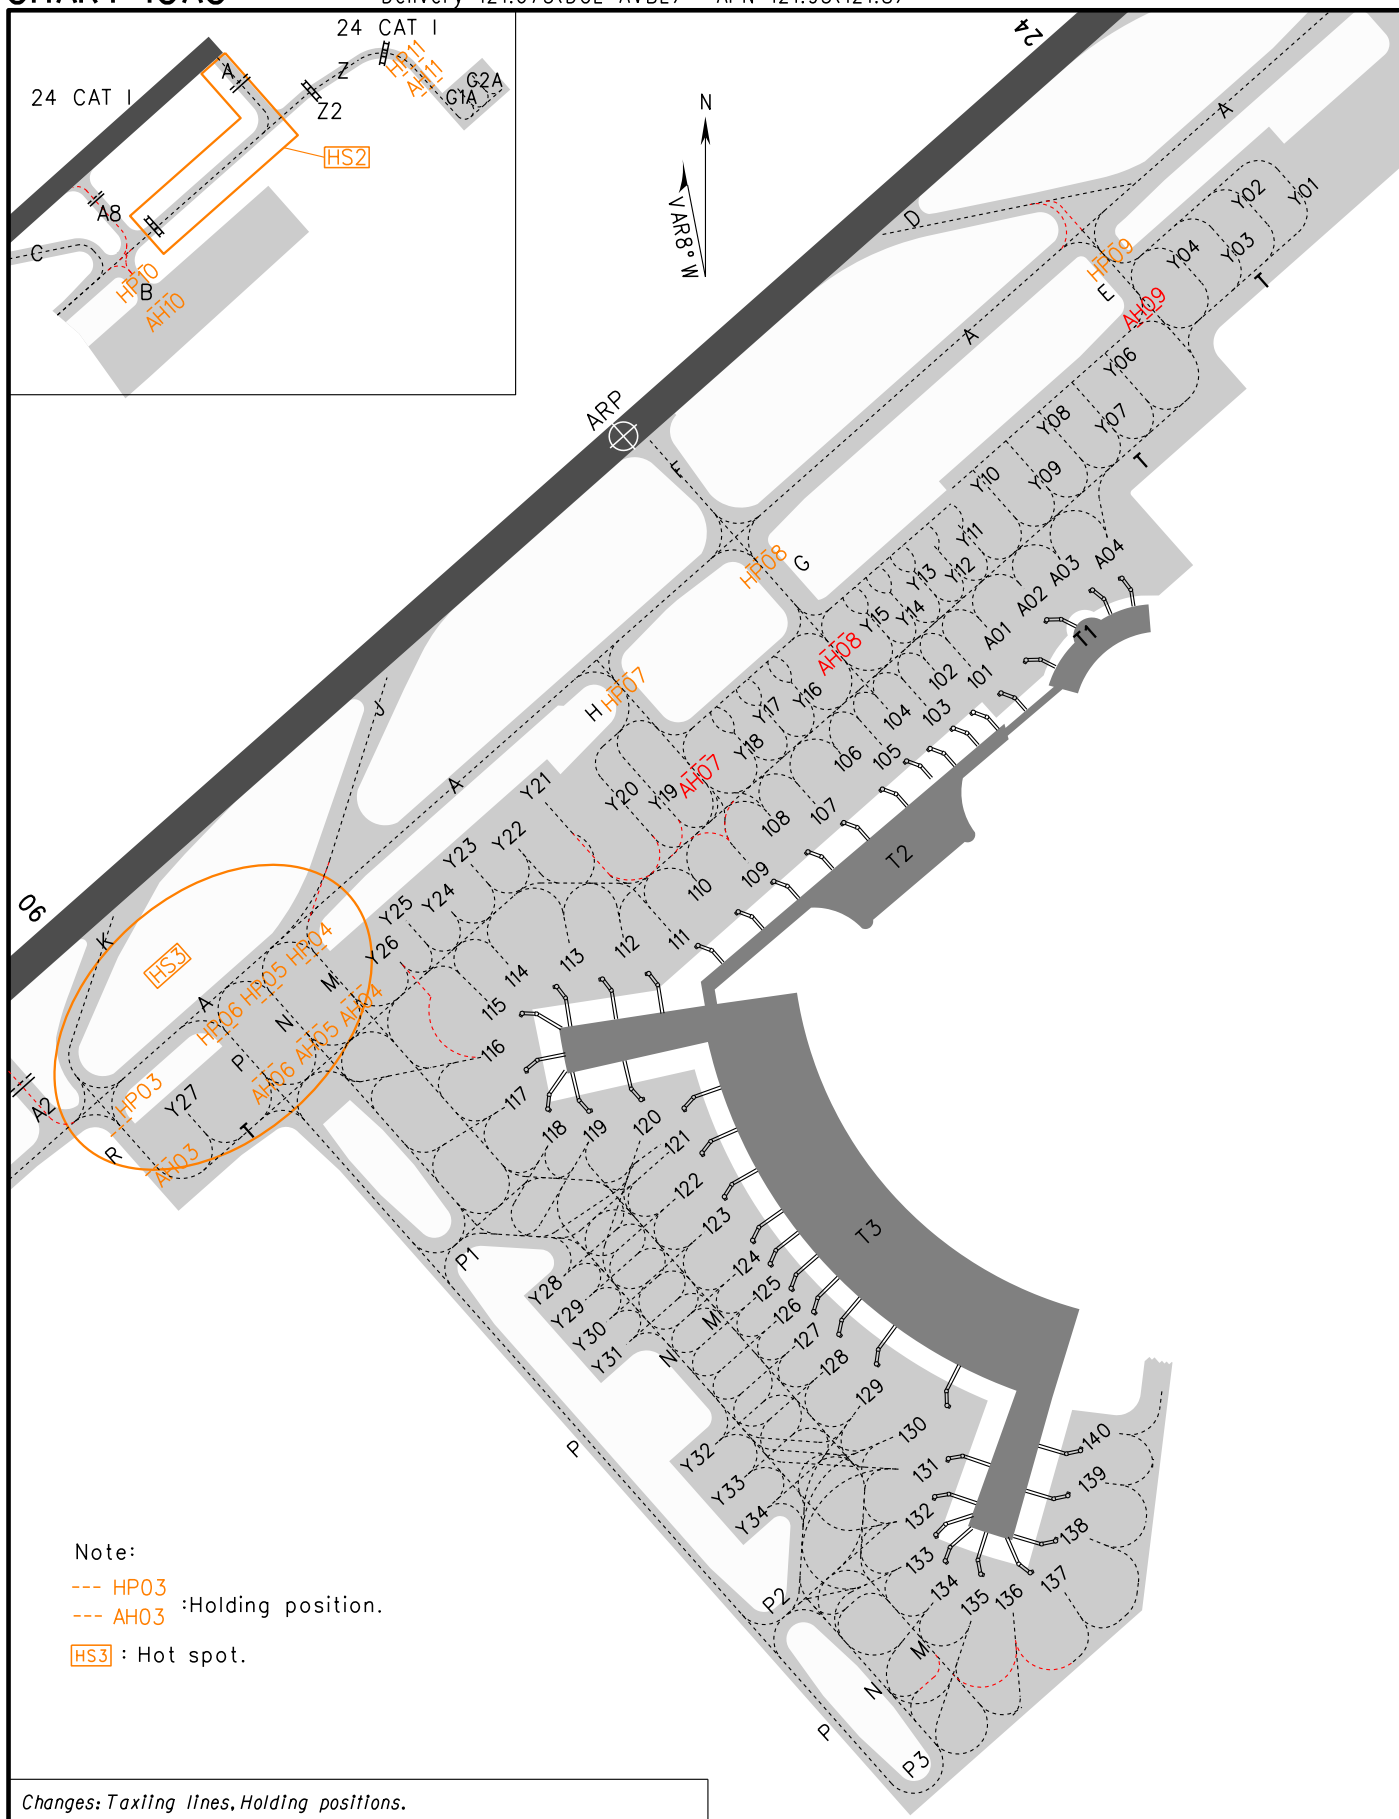 24 CAT I
24 CAT I
A
Z
Z2
HP11
AH11
G2A
G1A
HS2
A8
C
HP10
B
AH10
N
VAR8° W
24
A
D
HP09
E
AH09
Y02
Y01
Y04
Y03
T
A
Y06
ARP
F
Y08
Y07
T
Y10
Y09
HP08
G
Y11
Y13
Y12
A04
A03
A02
A01
Y15
Y14
AH08
T1
101
102
103
104
H
HP07
J
Y16
Y17
Y18
105
106
AH07
Y19
Y20
Y21
A
107
108
109
110
T2
Y22
Y23
Y24
Y25
Y26
111
112
113
114
115
116
06
K
HS3
HP04
HP05
HP06
A
M
N
P
AH04
AH05
AH06
HP03
A2
Y27
T
R
AH03
117
118
119
120
121
122
123
124
125
126
127
128
129
130
P1
Y28
Y29
Y30
Y31
M
N
T3
P
Y32
Y33
Y34
131
132
133
134
135
136
137
138
139
140
P2
M
N
P
P3
Note:
--- HP03
--- AH03 :Holding position.
HS3 : Hot spot.
Changes: Taxiing lines, Holding positions.